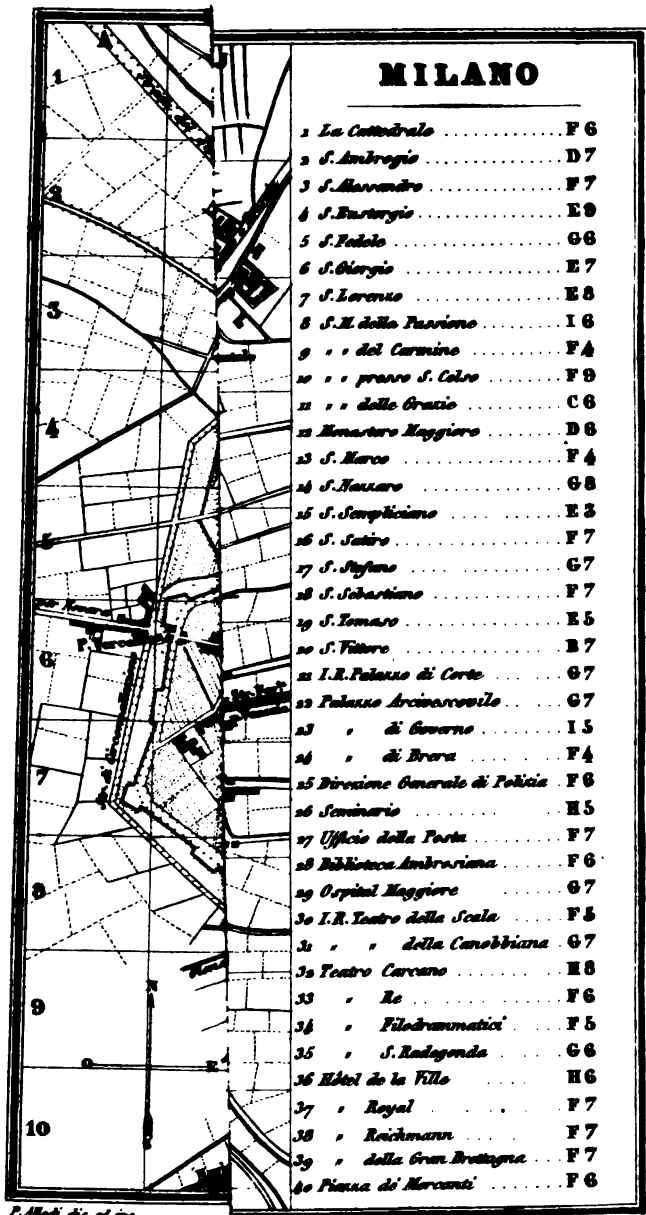 MILANO
1 La Cattedrale F 6
2 S. Ambrogio D 7
3 S. Alessandro F 7
4 S. Eustorgio E 9
5 S. Fedele G 6
6 S. Giorgio E 7
7 S. Lorenzo E 8
8 S. M. della Passione I 6
9 " " del Carmine F 4
10 " " presso S. Celso F 9
11 " " delle Grazie C 6
12 Monastero Maggiore D 6
13 S. Marco F 4
14 S. Nazzaro G 8
15 S. Sempliciano E 3
16 S. Satiro F 7
17 S. Stefano G 7
18 S. Sebastiano F 7
19 S. Tomaso E 5
20 S. Vittore B 7
21 I. R. Palazzo di Corte G 7
22 Palazzo Arcivescovile G 7
23 " di Governo I 5
24 " di Brera F 4
25 Direzione Generale di Polizia F 6
26 Seminario H 5
27 Ufficio della Posta F 7
28 Biblioteca Ambrosiana F 6
29 Ospital Maggiore G 7
30 I. R. Teatro della Scala F 5
31 " " della Canobbiana G 7
32 Teatro Carcano H 8
33 " Re F 6
34 " Filodrammatici F 5
35 " S. Radegonda G 6
36 Hôtel de la Ville H 6
37 " Royal F 7
38 " Reichmann F 7
39 " della Gran Brettagna F 7
40 Piazza de' Mercanti F 6
A
1
2
3
4
5
6
7
8
9
10
N
O
E
S